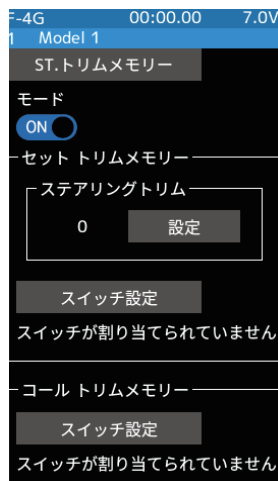 F-4G 00:00.00 7.0V
1 Model 1
ST.トリムメモリー
モード
ON
セット トリムメモリー
ステアリングトリム
0 設定
スイッチ設定
スイッチが割り当てられていません
コール トリムメモリー
スイッチ設定
スイッチが割り当てられていません